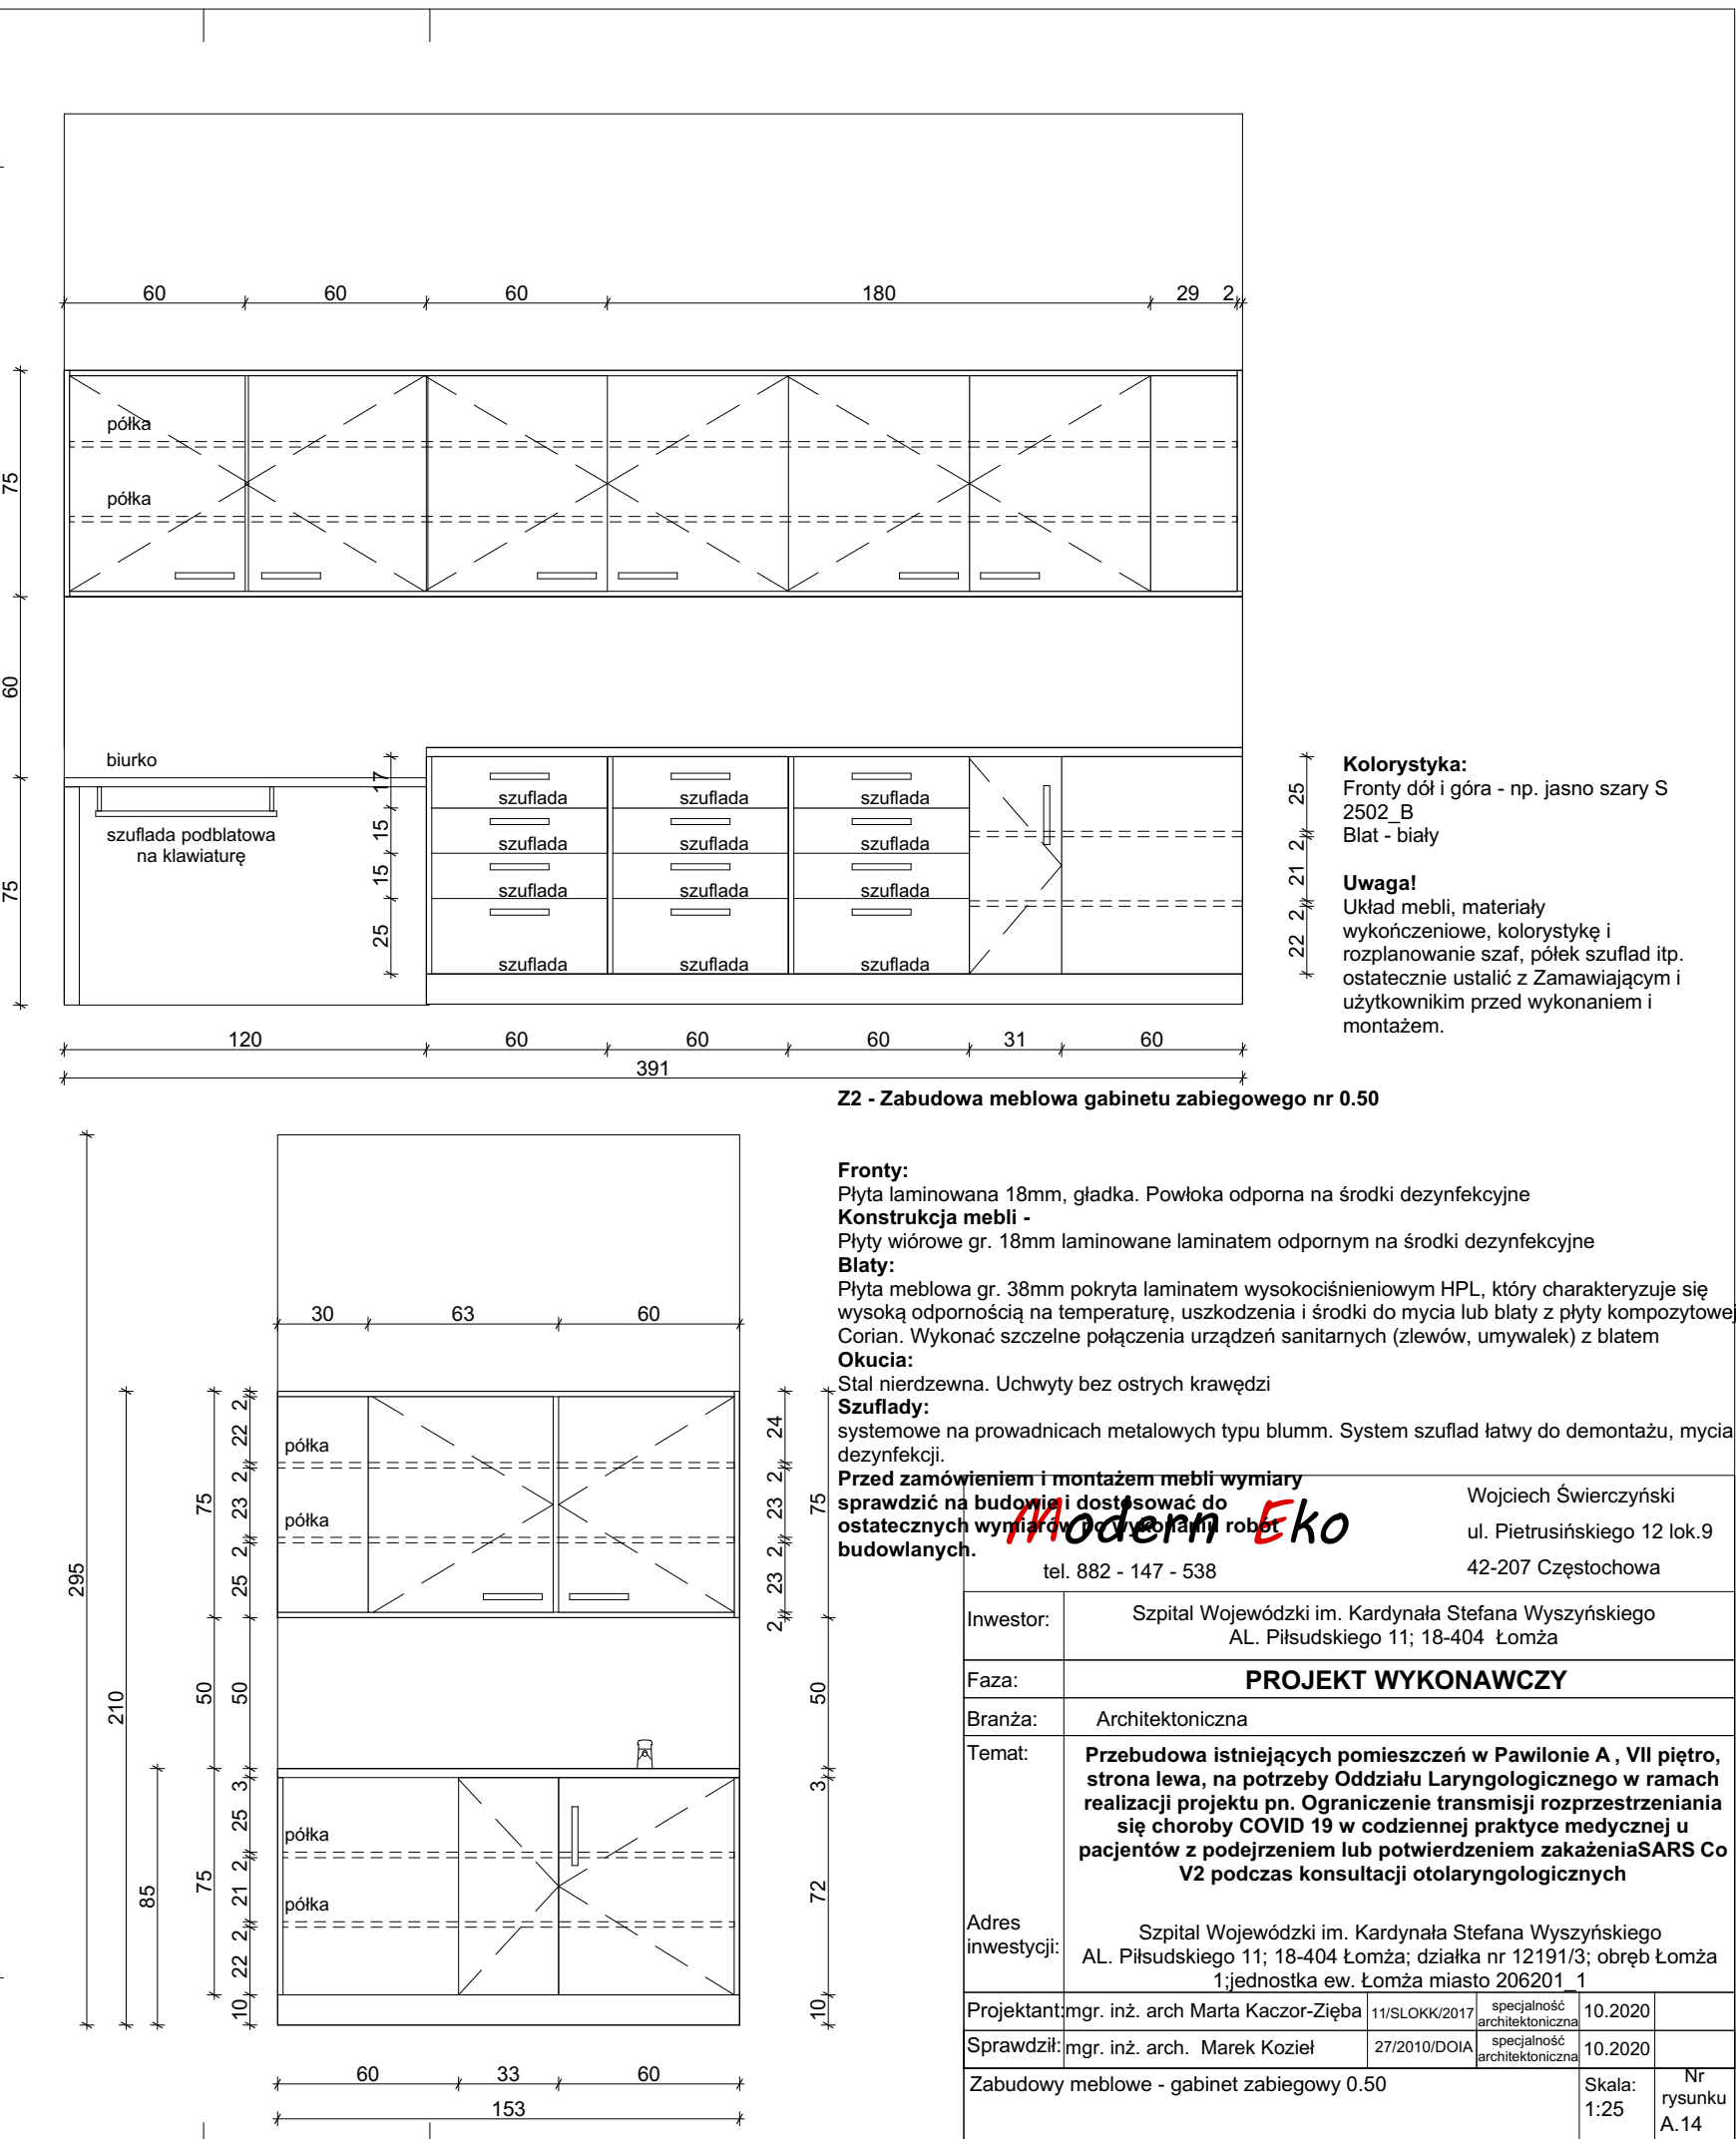 60 60 60 180 29 2
półka
75
półka
60
biurko
17
szuflada szuflada szuflada
szuflada podblatowa
na klawiaturę
15
szuflada szuflada szuflada
15
szuflada szuflada szuflada
75
25
szuflada szuflada szuflada
25
2
21
2
22
120 60 60 60 31 60
391
Kolorystyka:
Fronty dół i góra - np. jasno szary S
2502_B
Blat - biały
Uwaga!
Układ mebli, materiały
wykończeniowe, kolorystykę i
rozplanowanie szaf, półek szuflad itp.
ostatecznie ustalić z Zamawiającym i
użytkownikim przed wykonaniem i
montażem.
Z2 - Zabudowa meblowa gabinetu zabiegowego nr 0.50
Fronty:
Płyta laminowana 18mm, gładka. Powłoka odporna na środki dezynfekcyjne
Konstrukcja mebli -
Płyty wiórowe gr. 18mm laminowane laminatem odpornym na środki dezynfekcyjne
Blaty:
Płyta meblowa gr. 38mm pokryta laminatem wysokociśnieniowym HPL, który charakteryzuje się
wysoką odpornością na temperaturę, uszkodzenia i środki do mycia lub blaty z płyty kompozytowej
Corian. Wykonać szczelne połączenia urządzeń sanitarnych (zlewów, umywalek) z blatem
Okucia:
Stal nierdzewna. Uchwyty bez ostrych krawędzi
Szuflady:
systemowe na prowadnicach metalowych typu blumm. System szuflad łatwy do demontażu, mycia
dezynfekcji.
Przed zamówieniem i montażem mebli wymiary
sprawdzić na budowie i dostosować do
ostatecznych wymiarów po wykonaniu robót
budowlanych.
30 63 60
295
210
85
75
50
75
2
22
2
23
2
25
50
3
25
2
21
2
22
10
półka
półka
półka
półka
24
2
23
2
23
2
75
50
3
72
10
60 33 60
153
Modern Eko
tel. 882 - 147 - 538
Wojciech Świerczyński
ul. Pietrusińskiego 12 lok.9
42-207 Częstochowa
Inwestor:
Szpital Wojewódzki im. Kardynała Stefana Wyszyńskiego
AL. Piłsudskiego 11; 18-404 Łomża
Faza: PROJEKT WYKONAWCZY
Branża: Architektoniczna
Temat:
Przebudowa istniejących pomieszczeń w Pawilonie A , VII piętro,
strona lewa, na potrzeby Oddziału Laryngologicznego w ramach
realizacji projektu pn. Ograniczenie transmisji rozprzestrzeniania
się choroby COVID 19 w codziennej praktyce medycznej u
pacjentów z podejrzeniem lub potwierdzeniem zakażeniaSARS Co
V2 podczas konsultacji otolaryngologicznych
Adres
inwestycji:
Szpital Wojewódzki im. Kardynała Stefana Wyszyńskiego
AL. Piłsudskiego 11; 18-404 Łomża; działka nr 12191/3; obręb Łomża
1;jednostka ew. Łomża miasto 206201_1
Projektant: mgr. inż. arch Marta Kaczor-Zięba 11/SLOKK/2017 specjalność architektoniczna 10.2020
Sprawdził: mgr. inż. arch. Marek Kozieł 27/2010/DOIA specjalność architektoniczna 10.2020
Zabudowy meblowe - gabinet zabiegowy 0.50
Skala:
1:25
Nr
rysunku
A.14